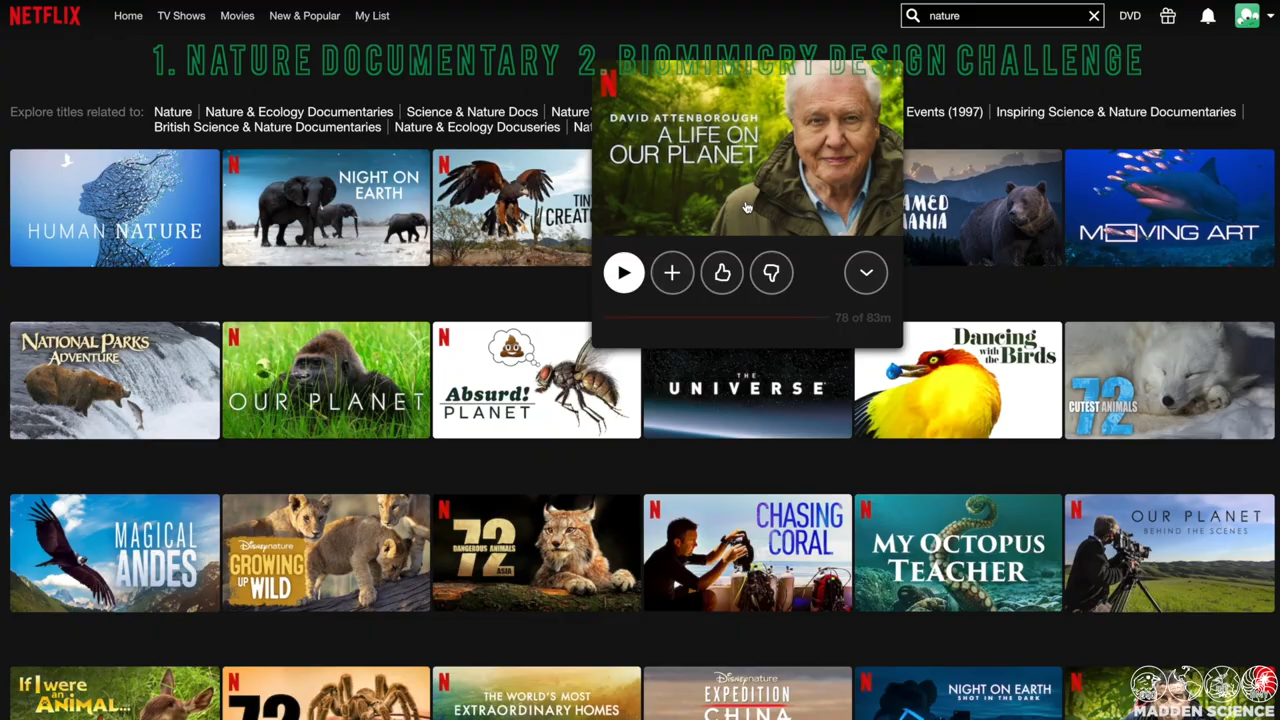 NETFLIX
Home
TV Shows
Movies
New & Popular
My List
nature
DVD
1. NATURE DOCUMENTARY 2. BIOMIMICRY DESIGN CHALLENGE
Explore titles related to:
Nature
Nature & Ecology Documentaries
Science & Nature Docs
Events (1997)
Inspiring Science & Nature Documentaries
British Science & Nature Documentaries
Nature & Ecology Docuseries
HUMAN NATURE
N
NIGHT ON
EARTH
N
N
DAVID ATTENBOROUGH
A LIFE ON
OUR PLANET
78 of 83m
MOVING ART
NATIONAL PARKS
ADVENTURE
N
OUR PLANET
N
Absurd!
PLANET
THE
UNIVERSE
Dancing
with the
Birds
72
CUTEST ANIMALS
MAGICAL
ANDES
Disneynature
GROWING
UP WILD
N
72
DANGEROUS ANIMALS
ASIA
N
CHASING
CORAL
N
MY OCTOPUS
TEACHER
N
OUR PLANET
BEHIND THE SCENES
If I were
an
ANIMAL...
N
72
N
THE WORLD'S MOST
EXTRAORDINARY HOMES
Disneynature
EXPEDITION
CHINA
N
NIGHT ON EARTH
SHOT IN THE DARK
N
MADDEN SCIENCE